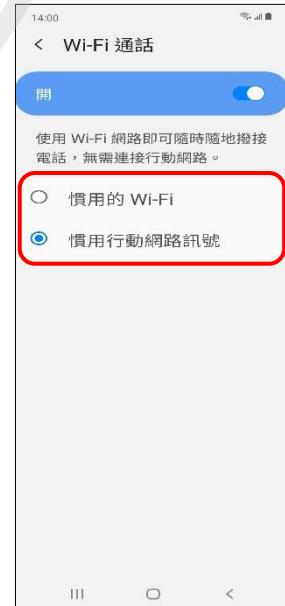 14:00
Wi-Fi 通話
開
使用 Wi-Fi 網路即可隨時隨地撥接
電話，無需連接行動網路。
慣用的 Wi-Fi
慣用行動網路訊號